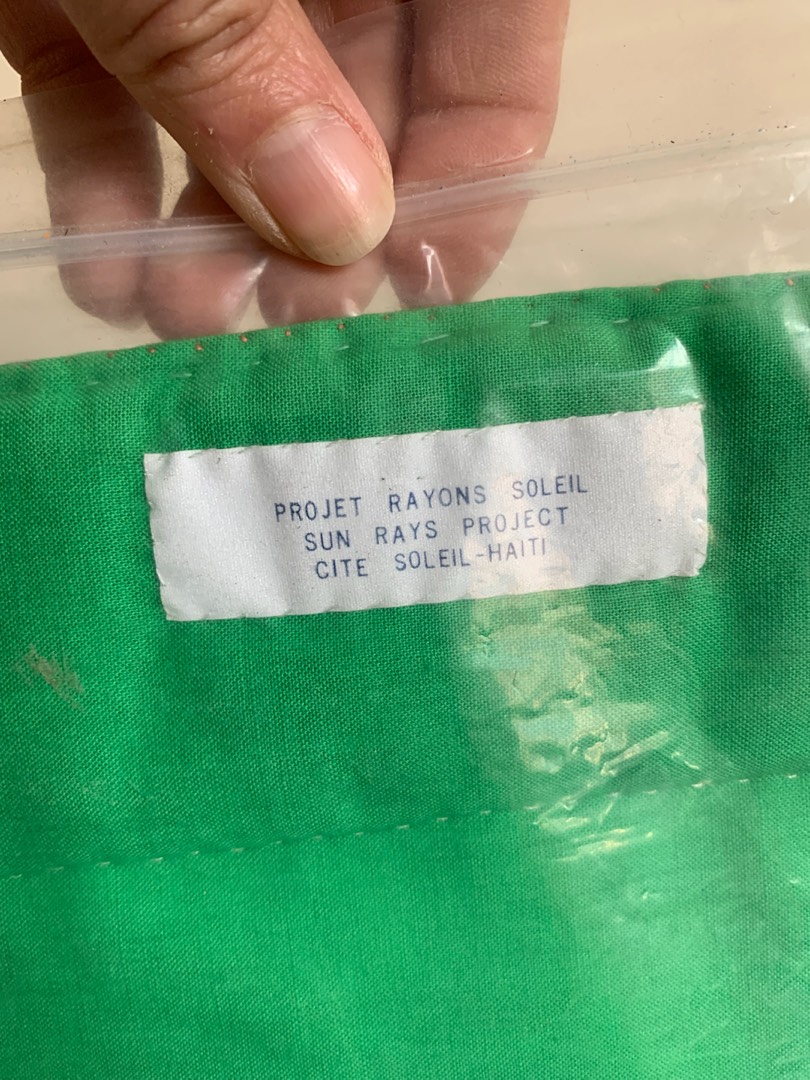 PROJET RAYONS SOLEIL
SUN RAYS PROJECT
CITE SOLEIL-HAITI